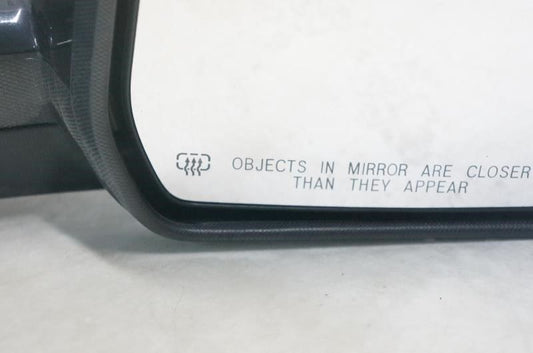 OBJECTS IN MIRROR ARE CLOSER
THAN THEY APPEAR